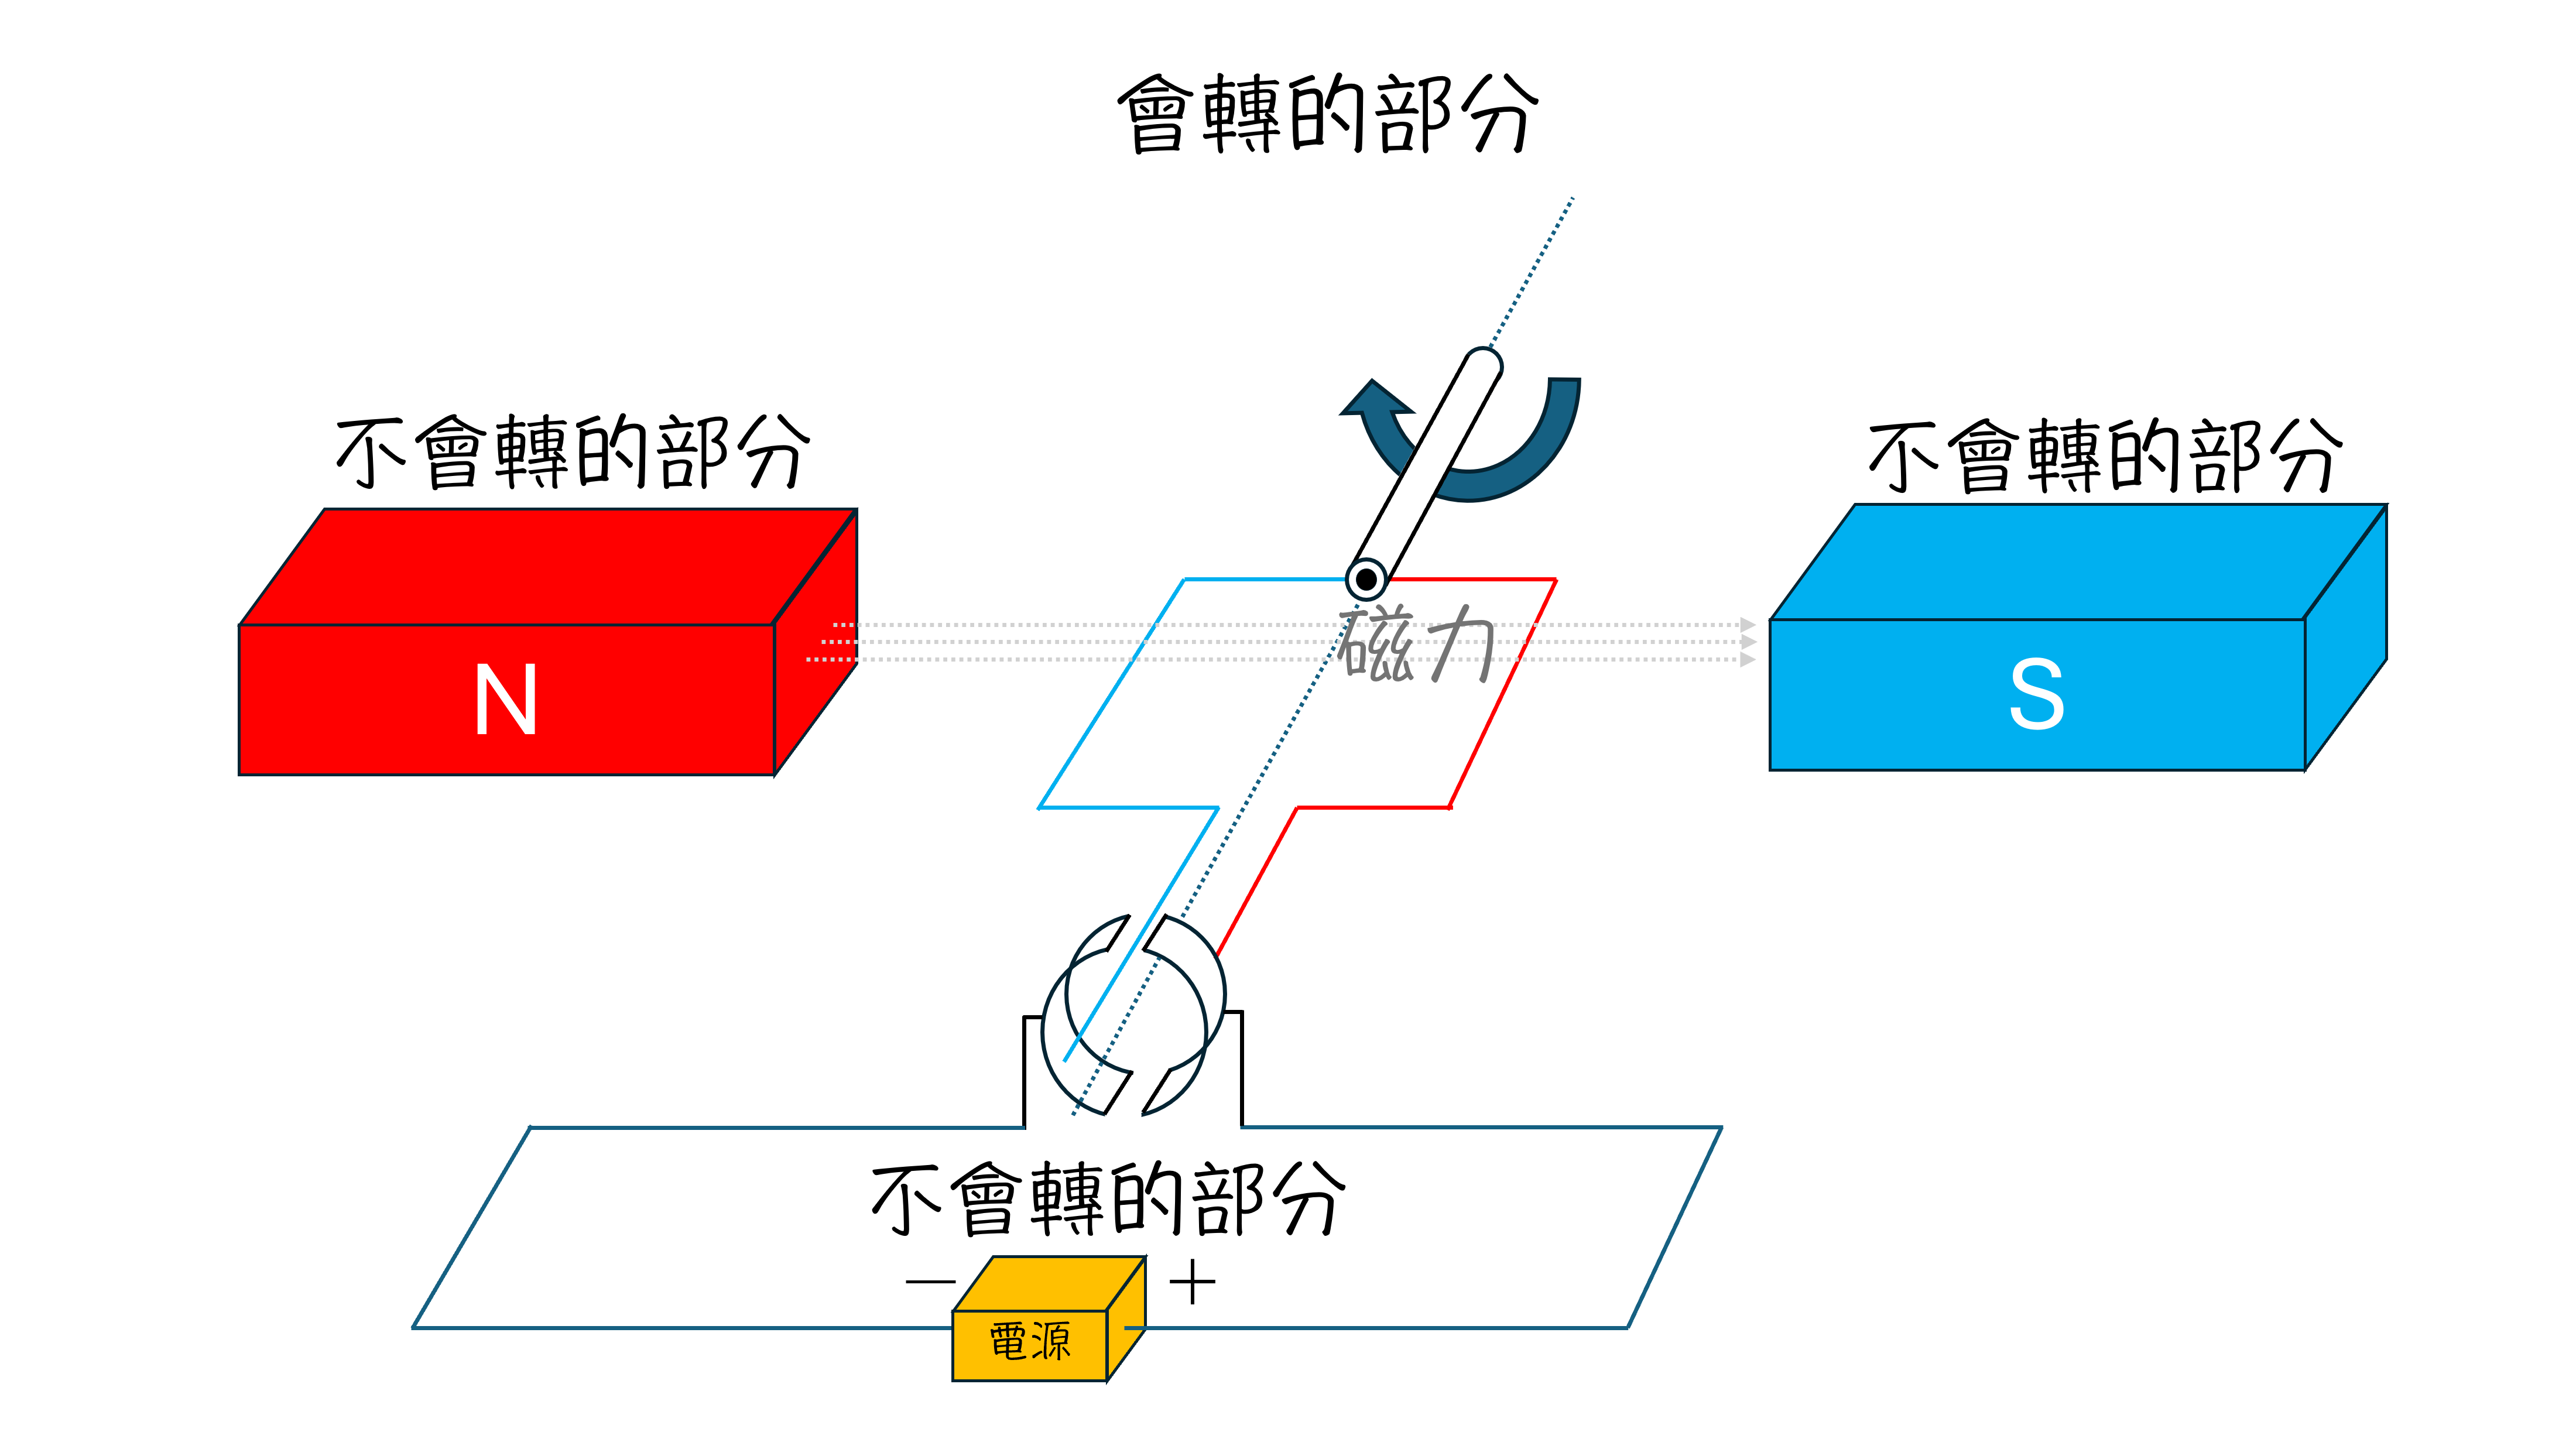 會轉的部分
不會轉的部分
不會轉的部分
磁力
N
S
不會轉的部分
— +
電源